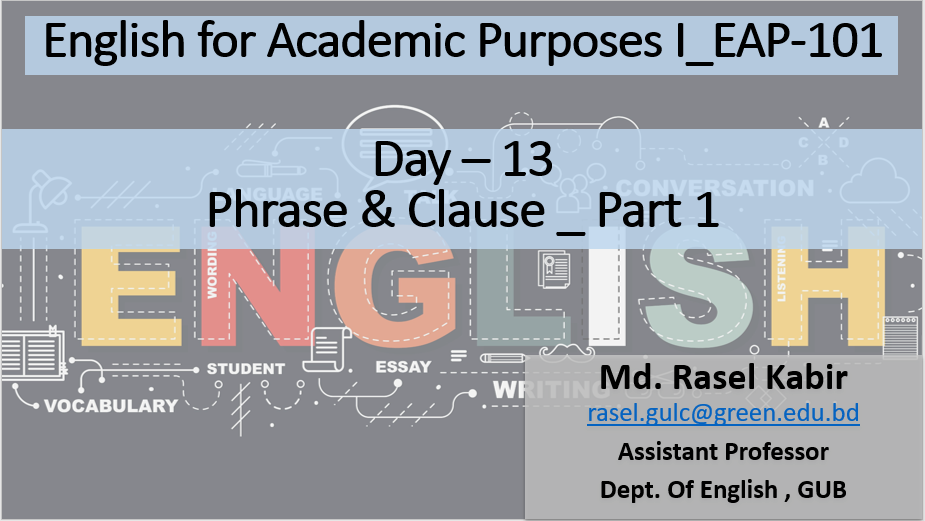 English for Academic Purposes I_EAP-101
Day – 13
Phrase & Clause _ Part 1
A
C D
B
LANGUAGE
CONVERSATION
WORDING
ENGLISH
LISTENING
STUDENT
ESSAY
WRITING
VOCABULARY
Md. Rasel Kabir
rasel.gulc@green.edu.bd
Assistant Professor
Dept. Of English , GUB